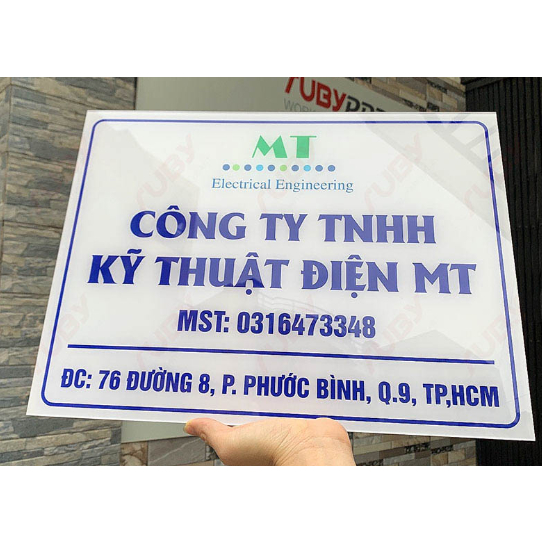 RUBY
MT
Electrical Engineering
CÔNG TY TNHH
KỸ THUẬT ĐIỆN MT
MST: 0316473348
ĐC: 76 ĐƯỜNG 8, P. PHƯỚC BÌNH, Q.9, TP,HCM